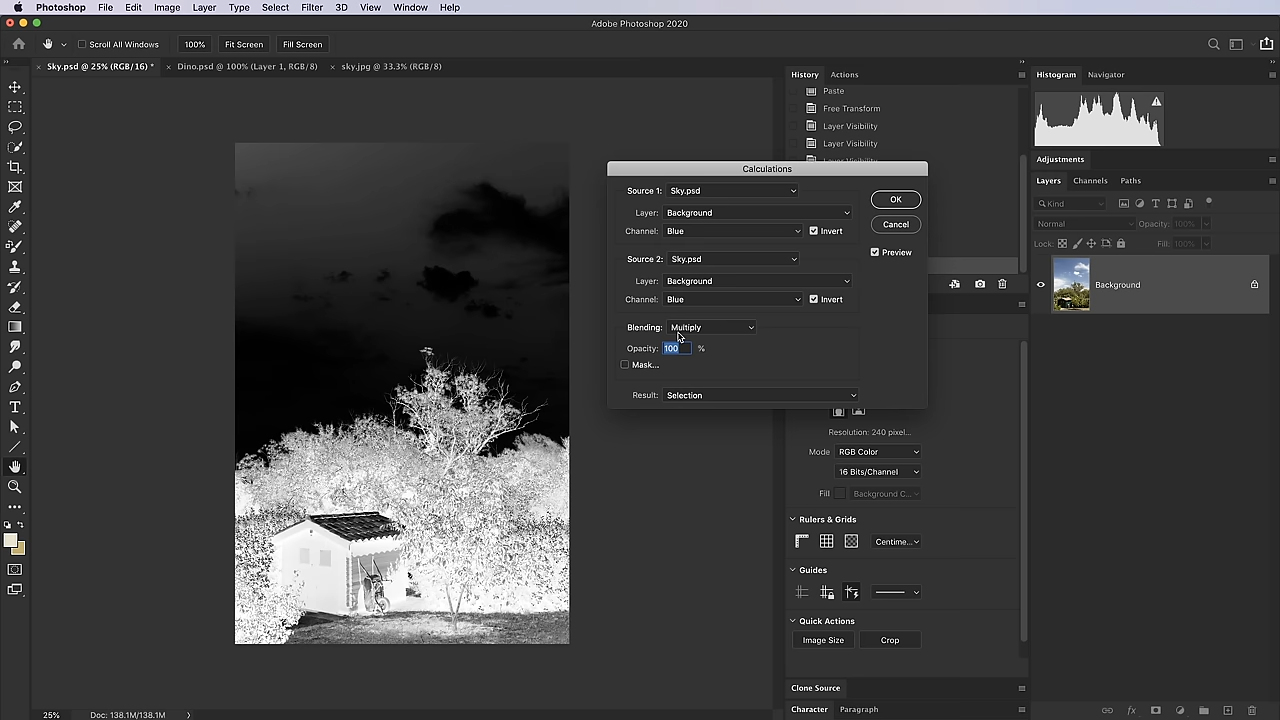 Photoshop File Edit Image Layer Type Select Filter 3D View Window Help
Adobe Photoshop 2020
Scroll All Windows 100% Fit Screen Fill Screen
Sky.psd @ 25% (RGB/16) * Dino.psd @ 100% (Layer 1, RGB/8) sky.jpg @ 33.3% (RGB/8)
History Actions
Paste
Free Transform
Layer Visibility
Layer Visibility
Layer Visibility
Calculations
Source 1: Sky.psd
Layer: Background
Channel: Blue Invert
Source 2: Sky.psd
Layer: Background
Channel: Blue Invert
Blending: Multiply
Opacity: 100 %
Mask...
Result: Selection
OK
Cancel
Preview
Resolution: 240 pixel...
Mode RGB Color
16 Bits/Channel
Fill Background C...
Rulers & Grids
Centime...
Guides
Quick Actions
Image Size Crop
Clone Source
Character Paragraph
Histogram Navigator
Adjustments
Layers Channels Paths
Kind
Normal Opacity: 100%
Lock: Fill: 100%
Background
25% Doc: 138.1M/138.1M